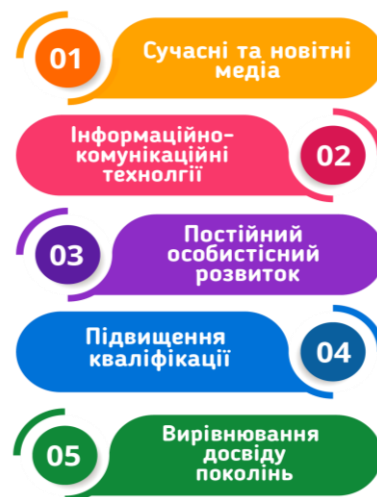 01
Сучасні та новітні
медіа
Інформаційно-
комунікаційні
технолгії
02
03
Постійний
особистісний
розвиток
Підвищення
кваліфікації
04
05
Вирівнювання
досвіду
поколінь